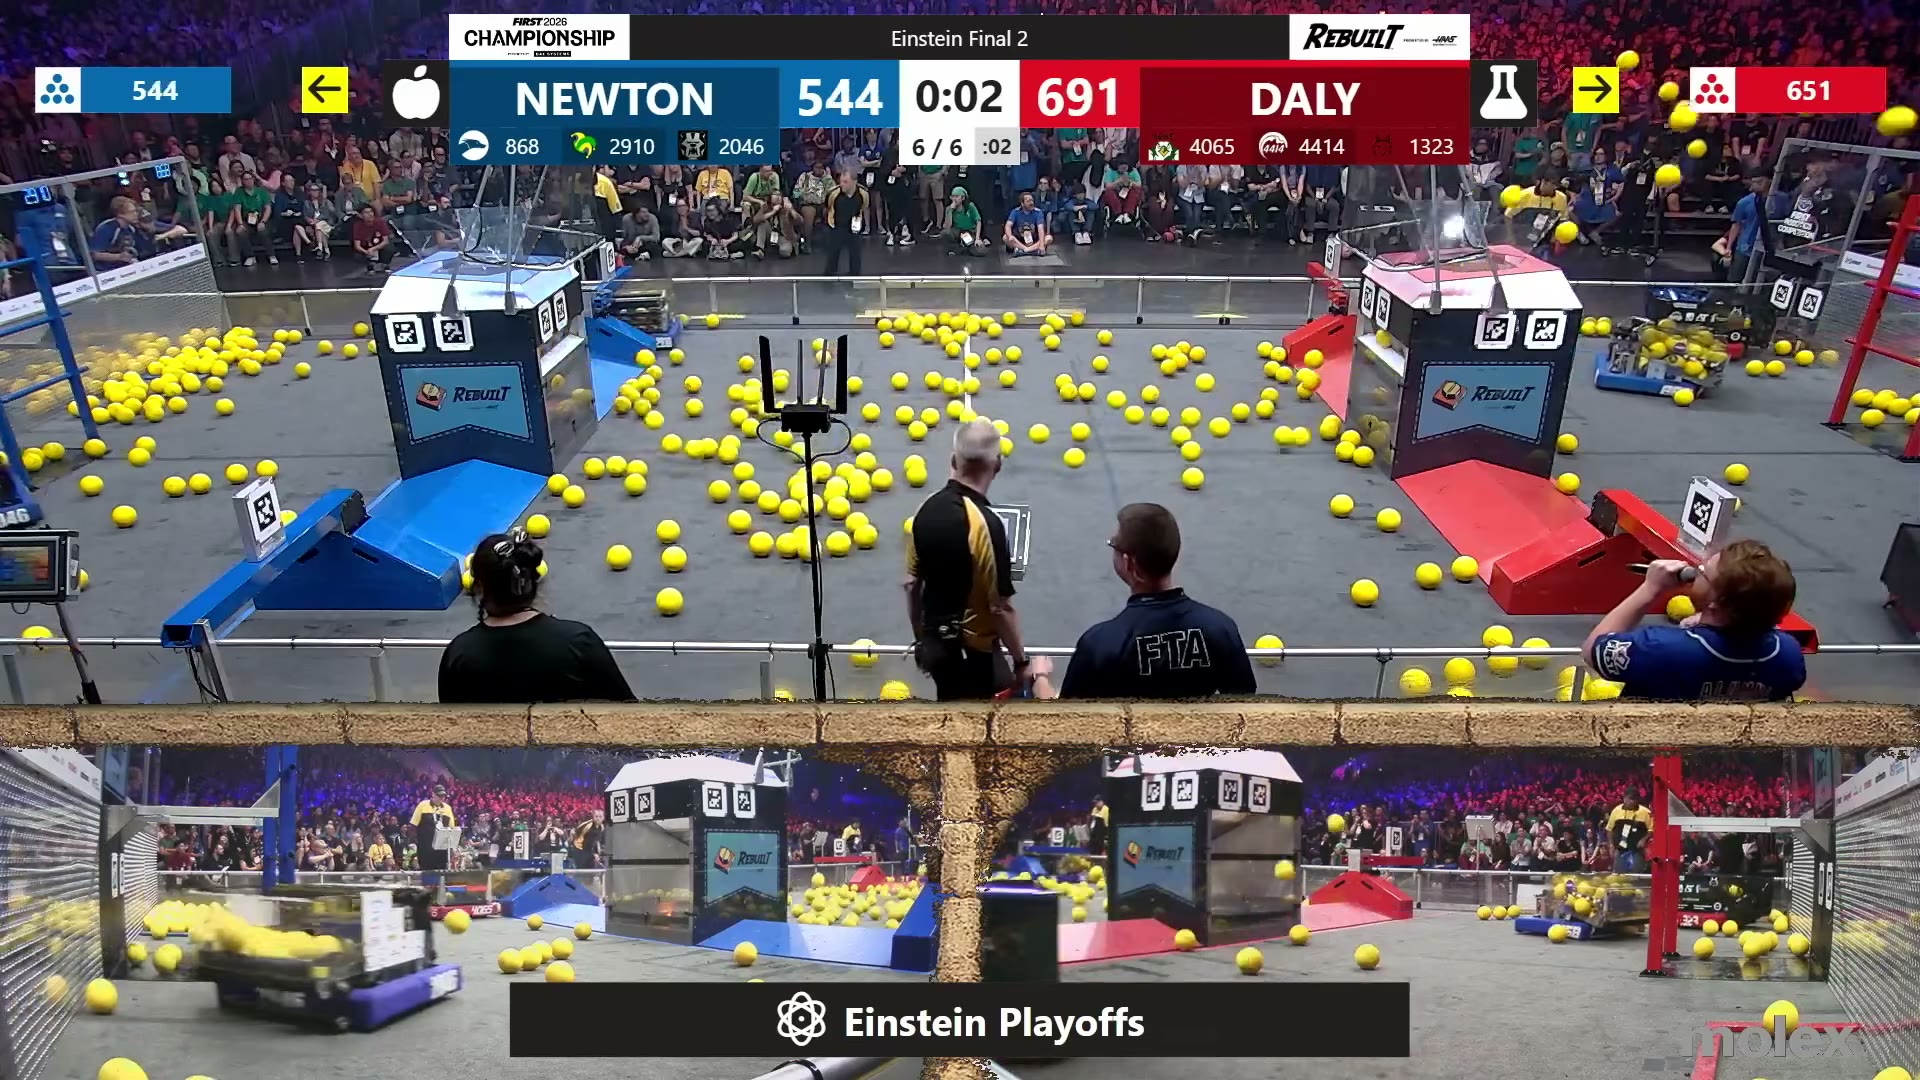 FIRST 2026
CHAMPIONSHIP
Einstein Final 2
REBUILT
544
NEWTON
544
0:02
691
DALY
651
868
2910
2046
6 / 6
:02
4065
4414
1323
REBUILT
REBUILT
FTA
REBUILT
REBUILT
Einstein Playoffs
molex